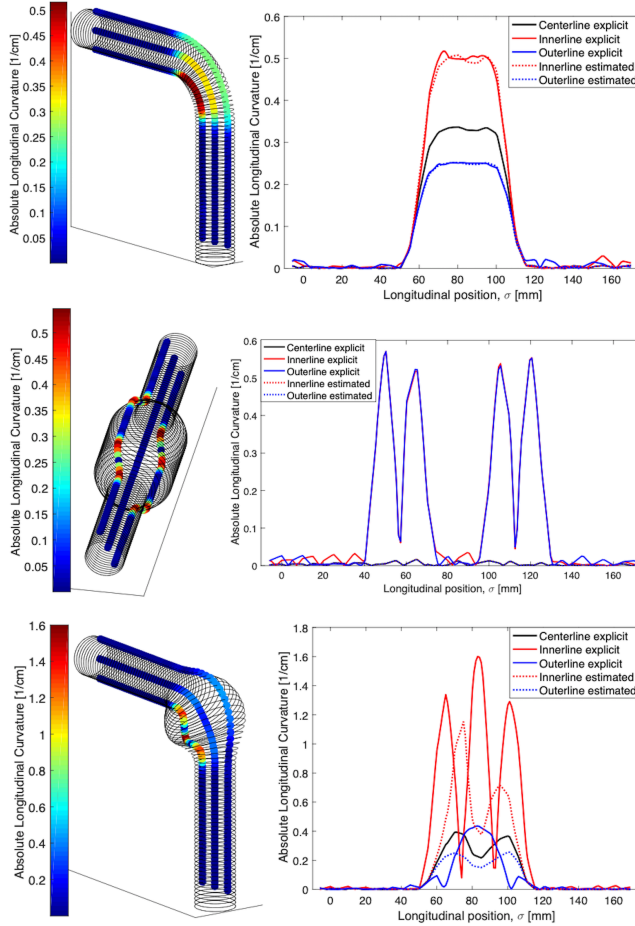 Absolute Longitudinal Curvature [1/cm]
0.5
0.45
0.4
0.35
0.3
0.25
0.2
0.15
0.1
0.05
Absolute Longitudinal Curvature [1/cm]
0.6
0.5
0.4
0.3
0.2
0.1
0
Centerline explicit
Innerline explicit
Outerline explicit
Innerline estimated
Outerline estimated
0 20 40 60 80 100 120 140 160
Longitudinal position, σ [mm]
Absolute Longitudinal Curvature [1/cm]
0.5
0.45
0.4
0.35
0.3
0.25
0.2
0.15
0.1
0.05
Absolute Longitudinal Curvature [1/cm]
0.6
0.5
0.4
0.3
0.2
0.1
0
Centerline explicit
Innerline explicit
Outerline explicit
Innerline estimated
Outerline estimated
0 20 40 60 80 100 120 140 160
Longitudinal position, σ [mm]
Absolute Longitudinal Curvature [1/cm]
1.6
1.4
1.2
1
0.8
0.6
0.4
0.2
Absolute Longitudinal Curvature [1/cm]
1.8
1.6
1.4
1.2
1
0.8
0.6
0.4
0.2
0
Centerline explicit
Innerline explicit
Outerline explicit
Innerline estimated
Outerline estimated
0 20 40 60 80 100 120 140 160
Longitudinal position, σ [mm]